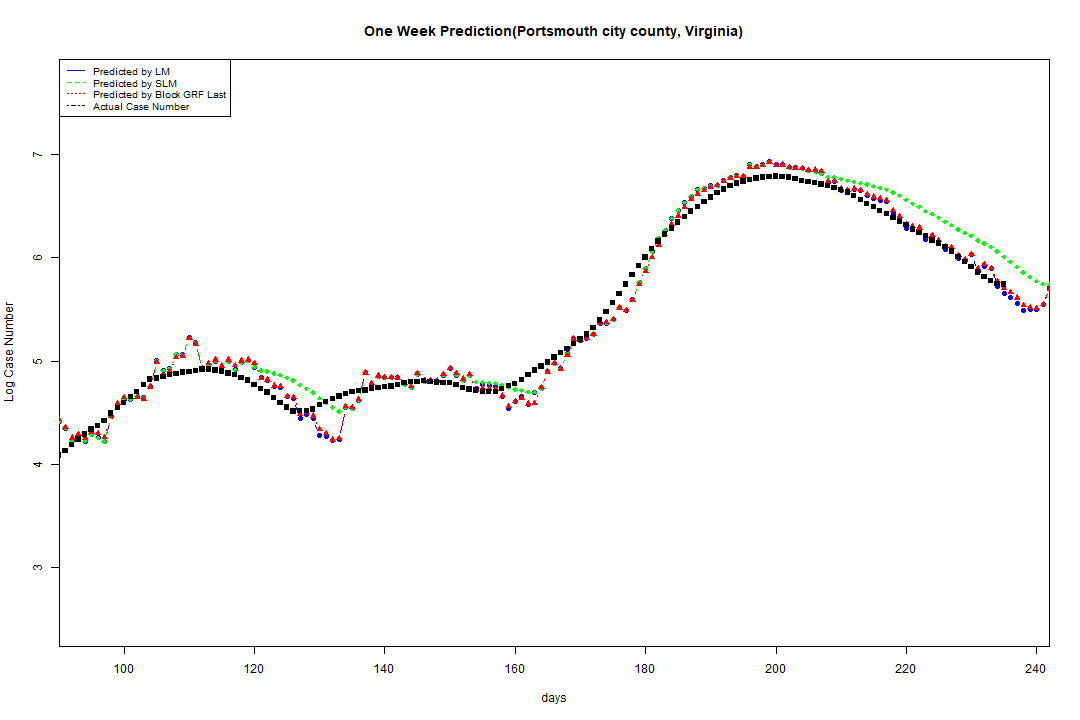 One Week Prediction(Portsmouth city county, Virginia)
Predicted by LM
Predicted by SLM
Predicted by Block GRF Last
Actual Case Number
7
6
5
4
3
Log Case Number
100 120 140 160 180 200 220 240
days